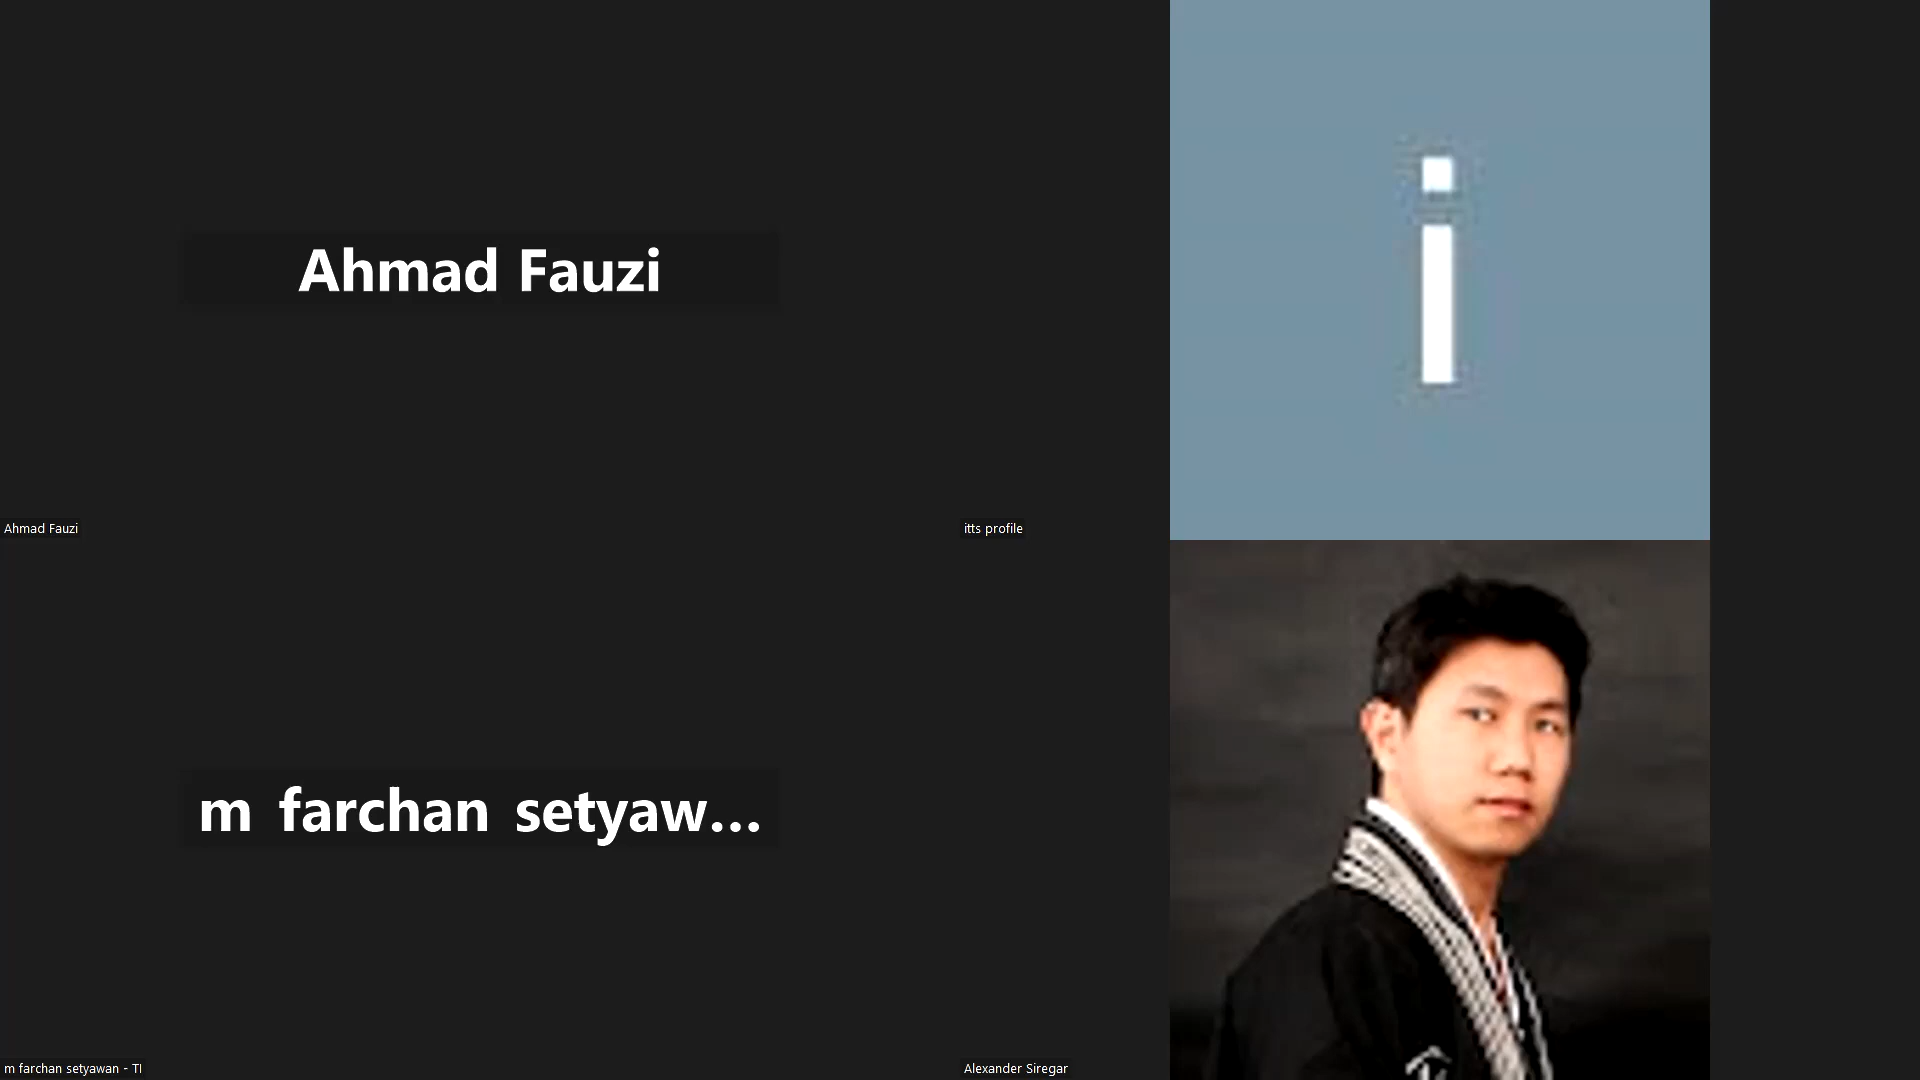 Ahmad Fauzi
Ahmad Fauzi
i
itts profile
m farchan setyaw...
m farchan setyawan - TI
Alexander Siregar